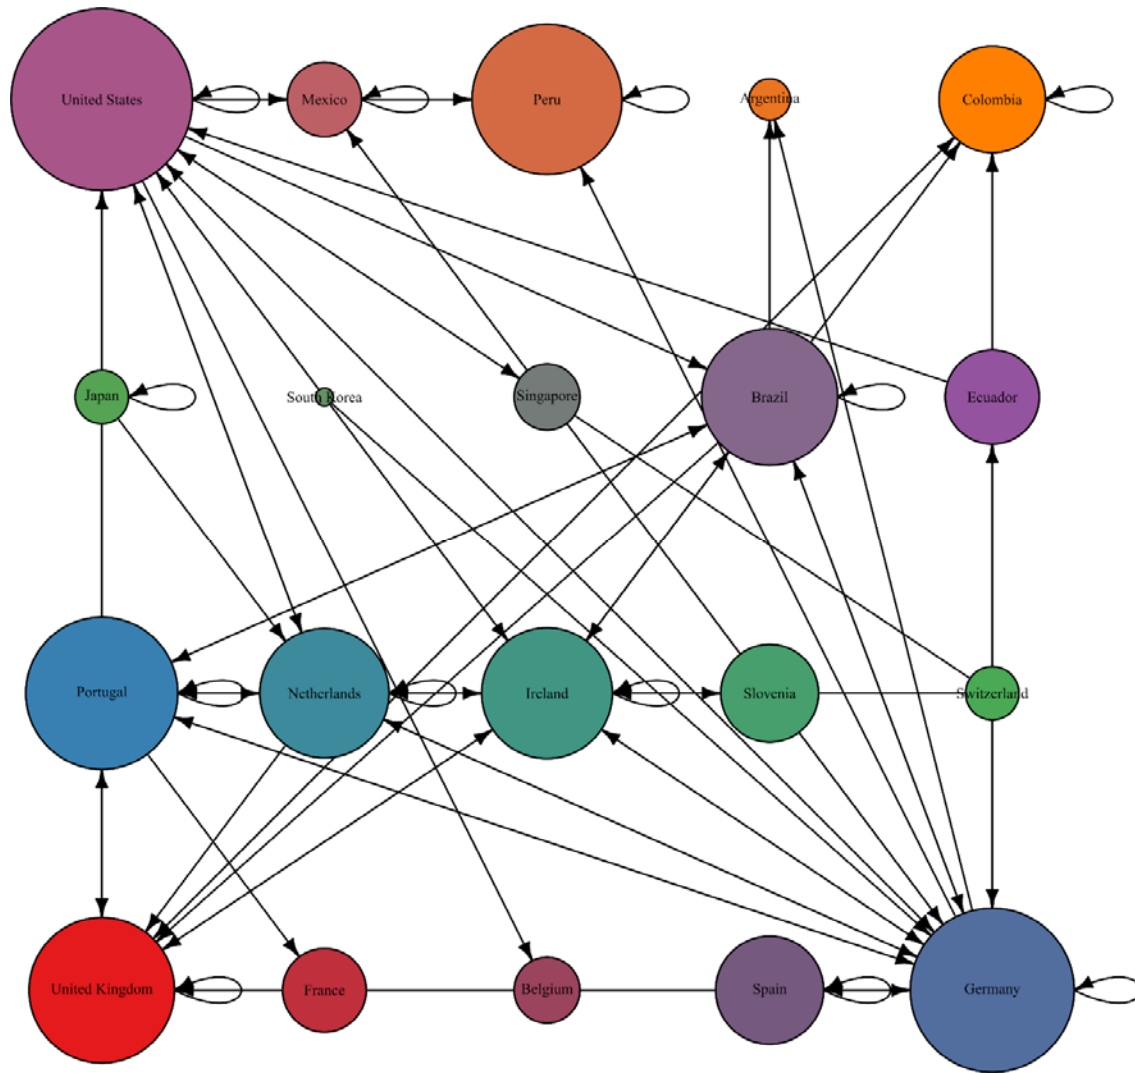 United States
Mexico
Peru
Argentina
Colombia
Japan
South Korea
Singapore
Brazil
Ecuador
Portugal
Netherlands
Ireland
Slovenia
Switzerland
United Kingdom
France
Belgium
Spain
Germany